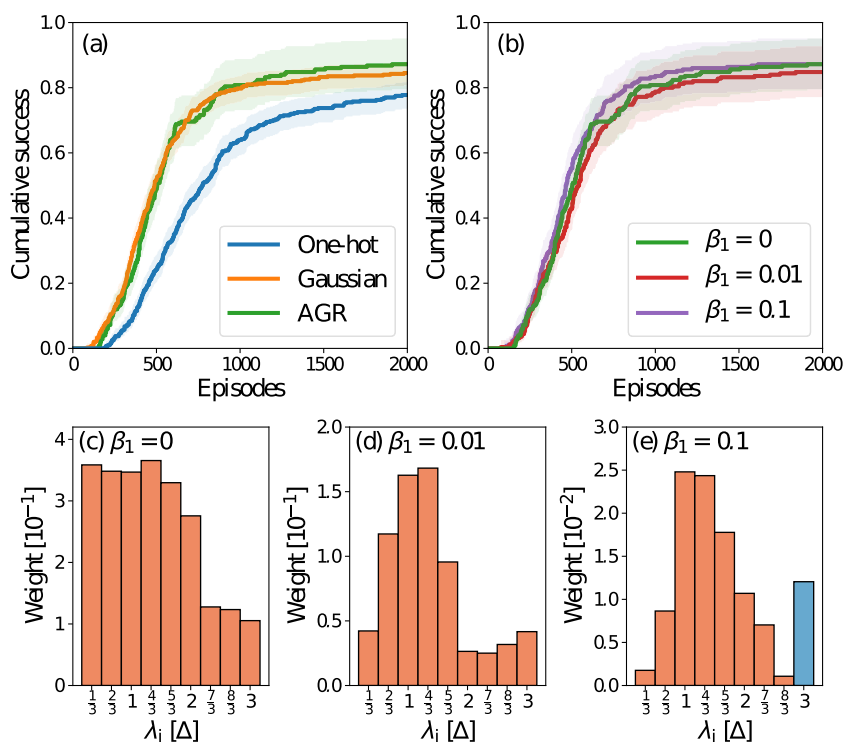 (a)
1.0
0.8
0.6
0.4
0.2
0.0
Cumulative success
One-hot
Gaussian
AGR
0
500
1000
1500
2000
Episodes
(b)
1.0
0.8
0.6
0.4
0.2
0.0
Cumulative success
β₁ = 0
β₁ = 0.01
β₁ = 0.1
0
500
1000
1500
2000
Episodes
(c) β₁ = 0
4
3
2
1
0
Weight [10⁻¹]
1/3 2/3 1 4/3 5/3 2 7/3 8/3 3
λᵢ [Δ]
(d) β₁ = 0.01
2.0
1.5
1.0
0.5
0.0
Weight [10⁻¹]
1/3 2/3 1 4/3 5/3 2 7/3 8/3 3
λᵢ [Δ]
(e) β₁ = 0.1
3.0
2.5
2.0
1.5
1.0
0.5
0.0
Weight [10⁻²]
1/3 2/3 1 4/3 5/3 2 7/3 8/3 3
λᵢ [Δ]